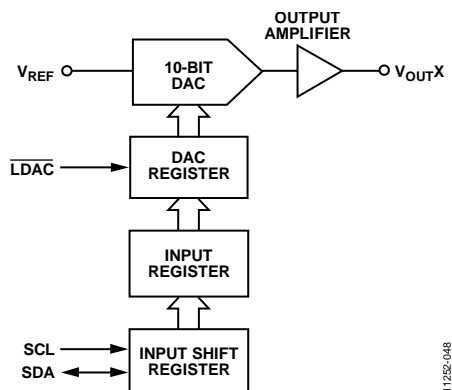 OUTPUT
AMPLIFIER
VREF
10-BIT
DAC
VOUTX
LDAC
DAC
REGISTER
INPUT
REGISTER
SCL
SDA
INPUT SHIFT
REGISTER
11252-048